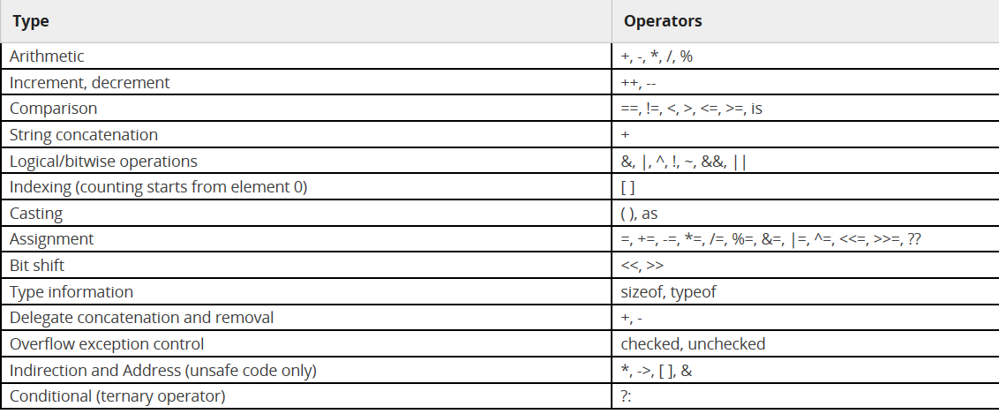 Type Operators
Arithmetic +, -, *, /, %
Increment, decrement ++, --
Comparison ==, !=, <, >, <=, >=, is
String concatenation +
Logical/bitwise operations &, |, ^, !, ~, &&, ||
Indexing (counting starts from element 0) [ ]
Casting ( ), as
Assignment =, +=, -=, *=, /=, %=, &=, |=, ^=, <<=, >>=, ??
Bit shift <<, >>
Type information sizeof, typeof
Delegate concatenation and removal +, -
Overflow exception control checked, unchecked
Indirection and Address (unsafe code only) *, ->, [ ], &
Conditional (ternary operator) ?: